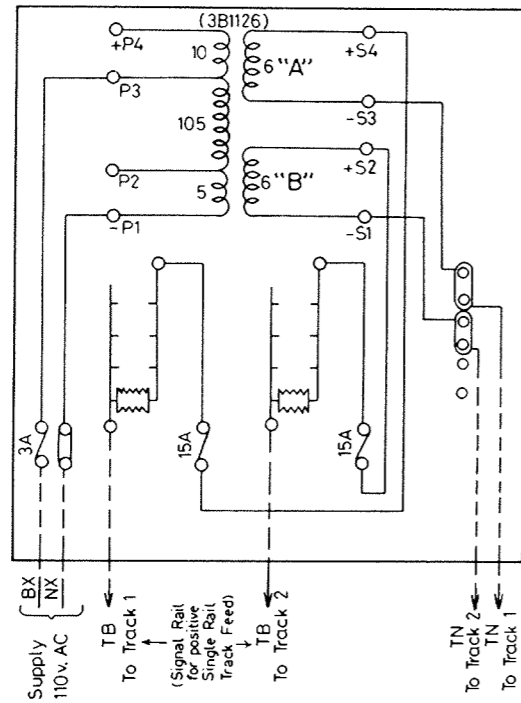 (3B1126)
+P4
10
6 "A"
+S4
P3
-S3
105
P2
+S2
5
6 "B"
-P1
-S1
3A
15A
15A
BX
NX
Supply
110v. AC
TB
To Track 1
(Signal Rail
for positive
Single Rail
Track Feed)
TB
To Track 2
TN
To Track 2
TN
To Track 1